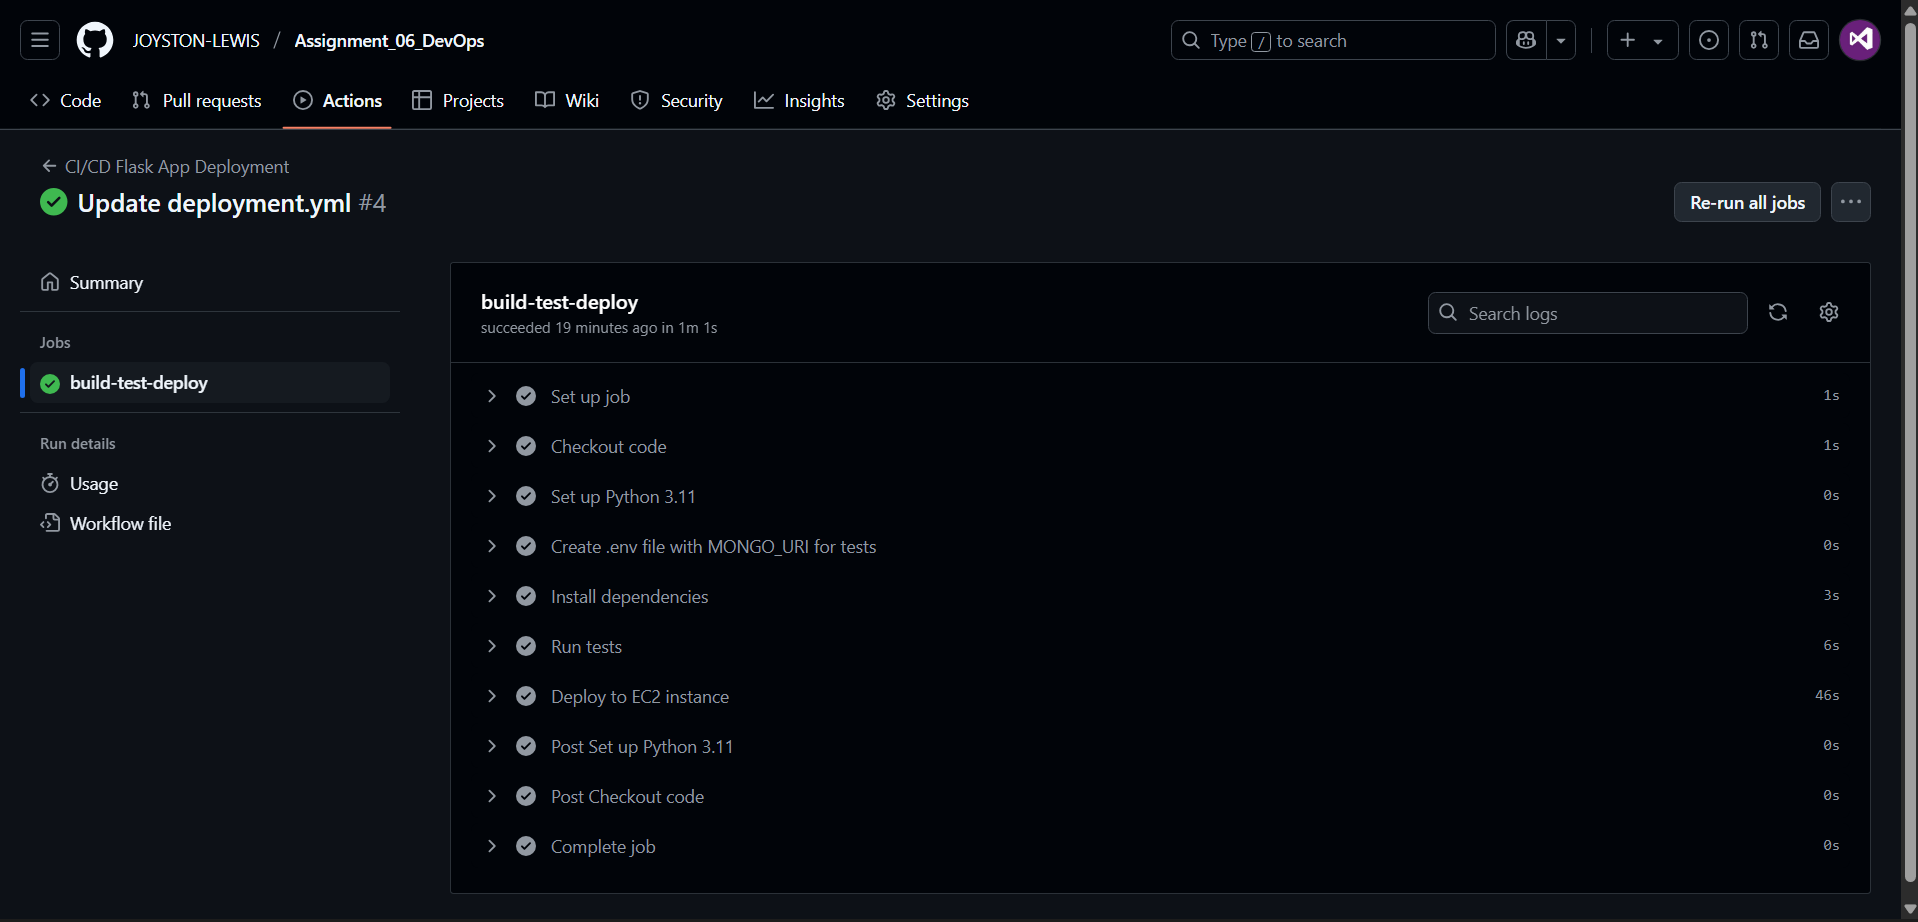 JOYSTON-LEWIS / Assignment_06_DevOps
Type / to search
Code Pull requests Actions Projects Wiki Security Insights Settings
CI/CD Flask App Deployment
Update deployment.yml #4
Re-run all jobs
Summary
Jobs
build-test-deploy
Run details
Usage
Workflow file
build-test-deploy
succeeded 19 minutes ago in 1m 1s
Search logs
Set up job 1s
Checkout code 1s
Set up Python 3.11 0s
Create .env file with MONGO_URI for tests 0s
Install dependencies 3s
Run tests 6s
Deploy to EC2 instance 46s
Post Set up Python 3.11 0s
Post Checkout code 0s
Complete job 0s